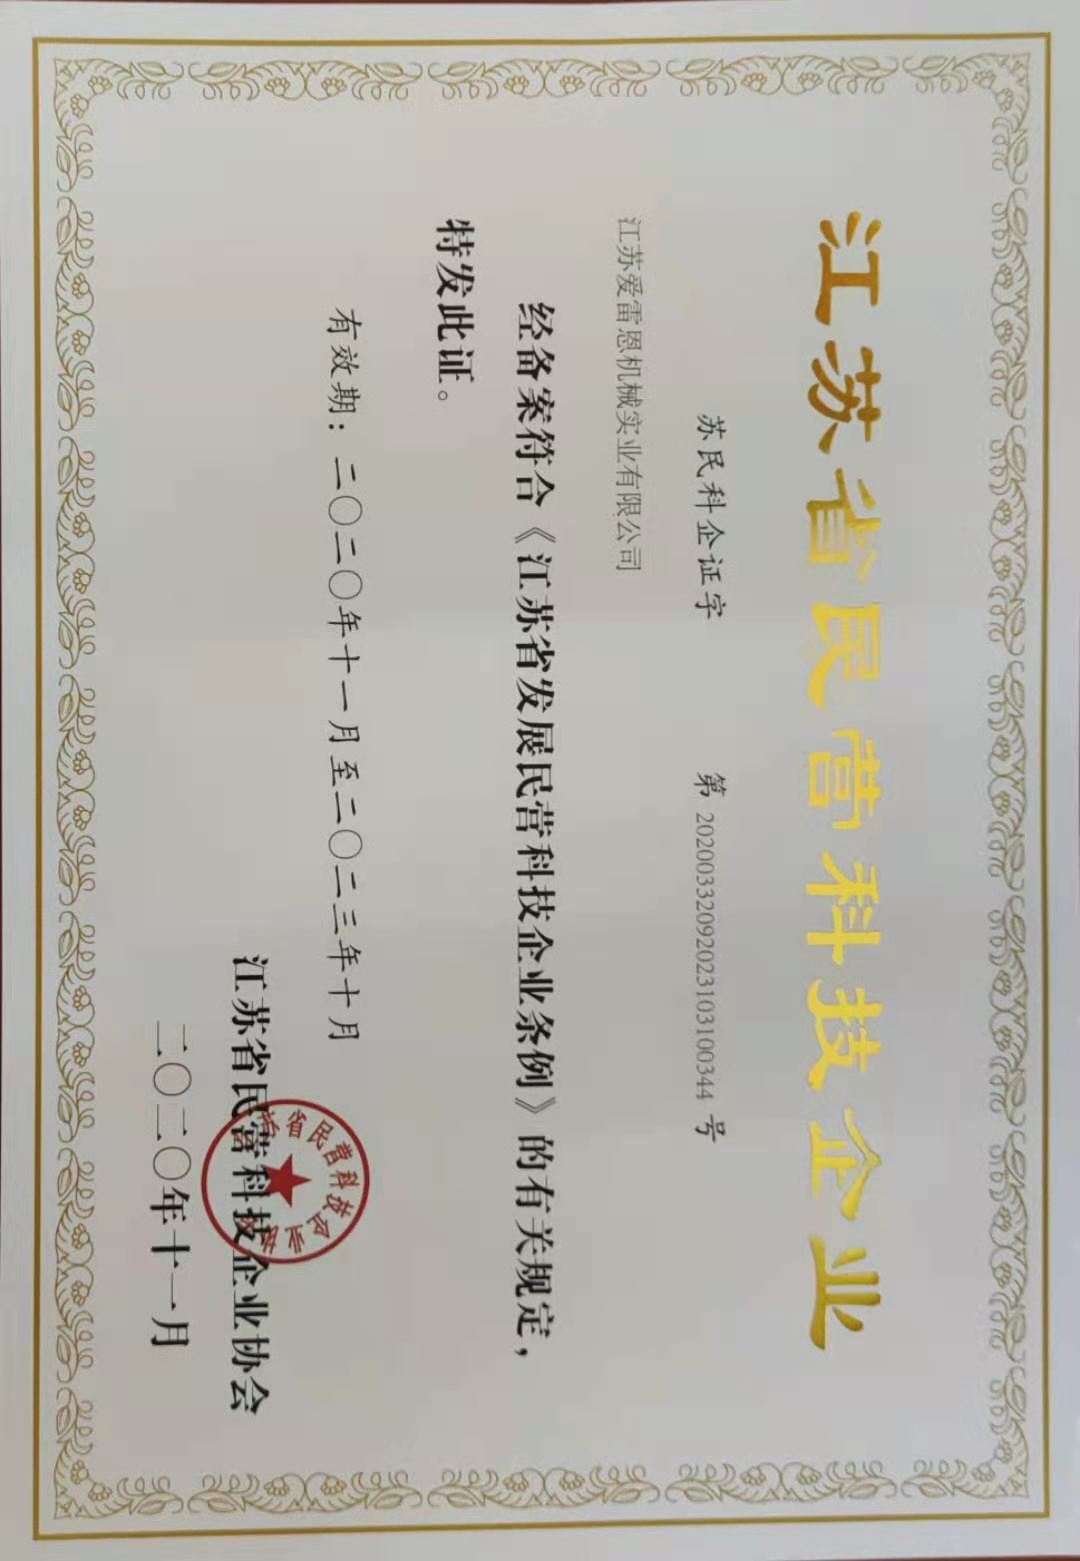 江苏省民营科技企业
苏民科企证字 第 2020033209202310310​0344 号
江苏爱雷恩机械实业有限公司
经备案符合《江苏省发展民营科技企业条例》的有关规定，
特发此证。
有效期：二〇二〇年十一月至二〇二三年十月
江苏省民营科技企业协会
二〇二〇年十一月